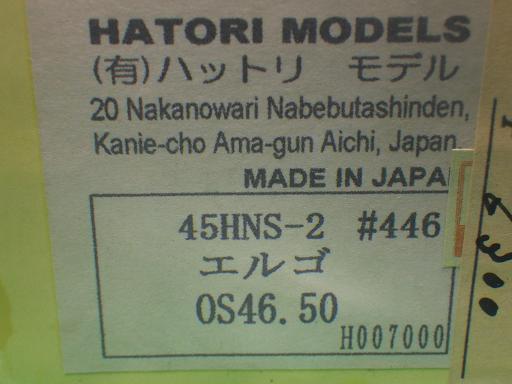 HATORI MODELS
(有)ハットリ モデル
20 Nakanowari Nabebutashinden,
Kanie-cho Ama-gun Aichi, Japan
MADE IN JAPA
45HNS-2 #446
エルゴ
OS46.50
H007000
4300